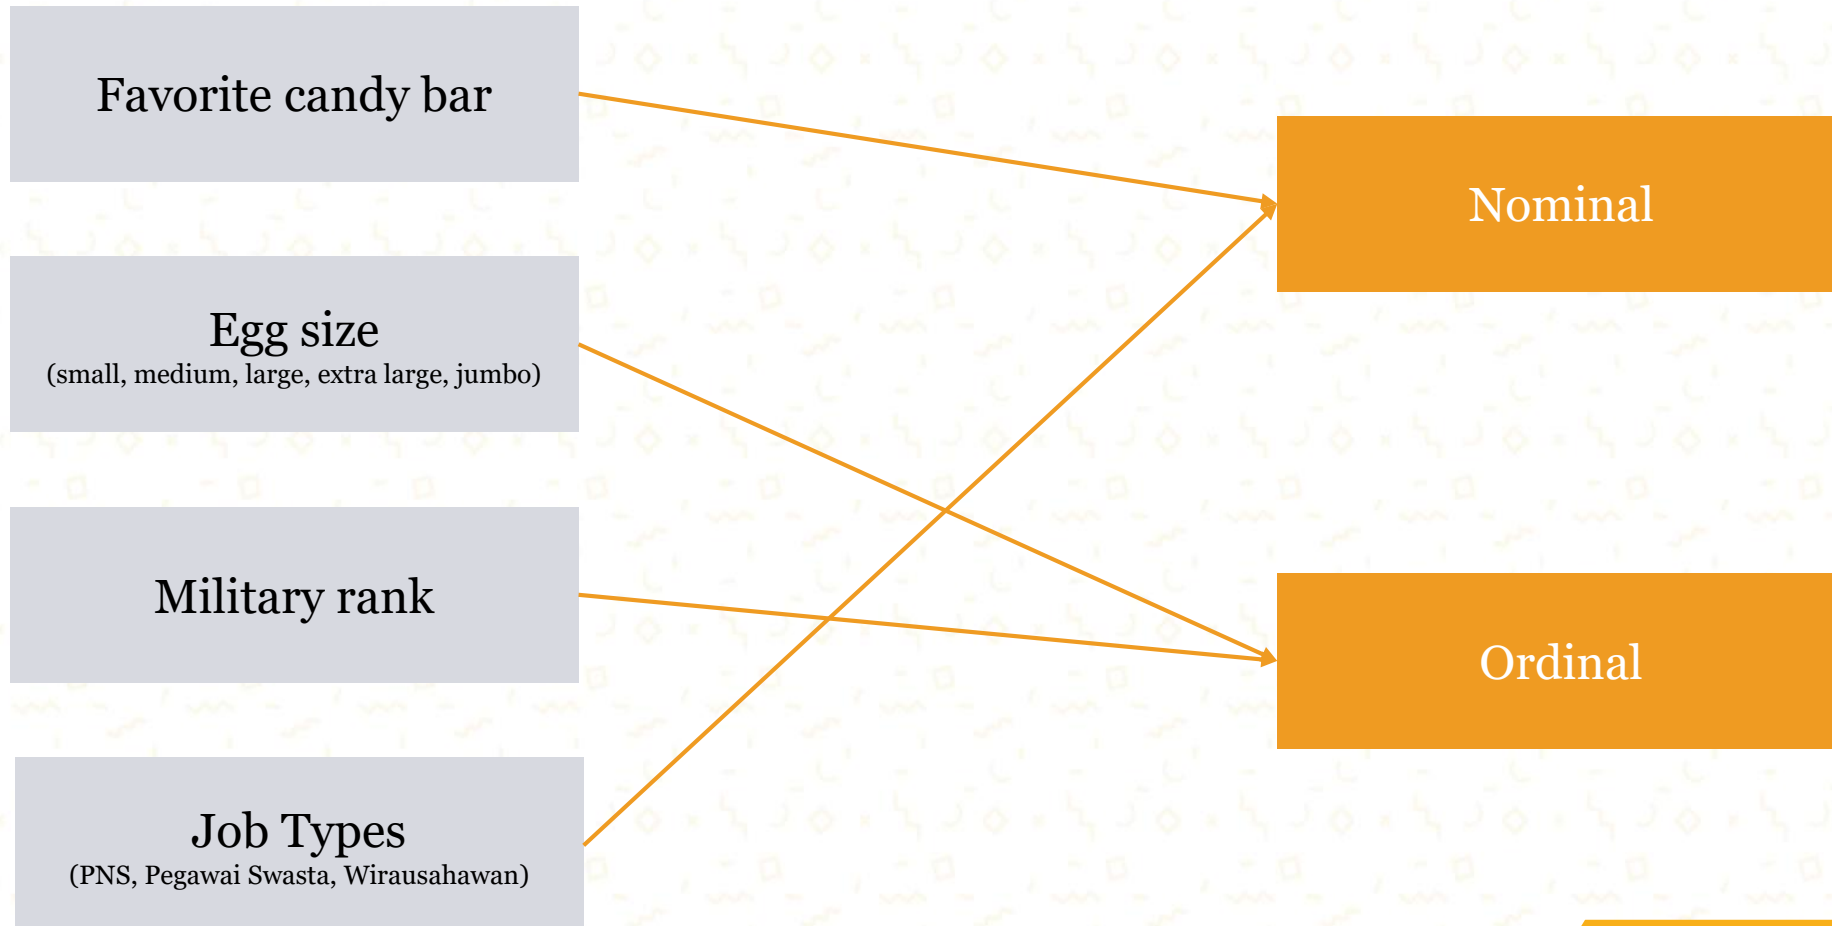 Favorite candy bar
Egg size
(small, medium, large, extra large, jumbo)
Military rank
Job Types
(PNS, Pegawai Swasta, Wirausahawan)
Nominal
Ordinal